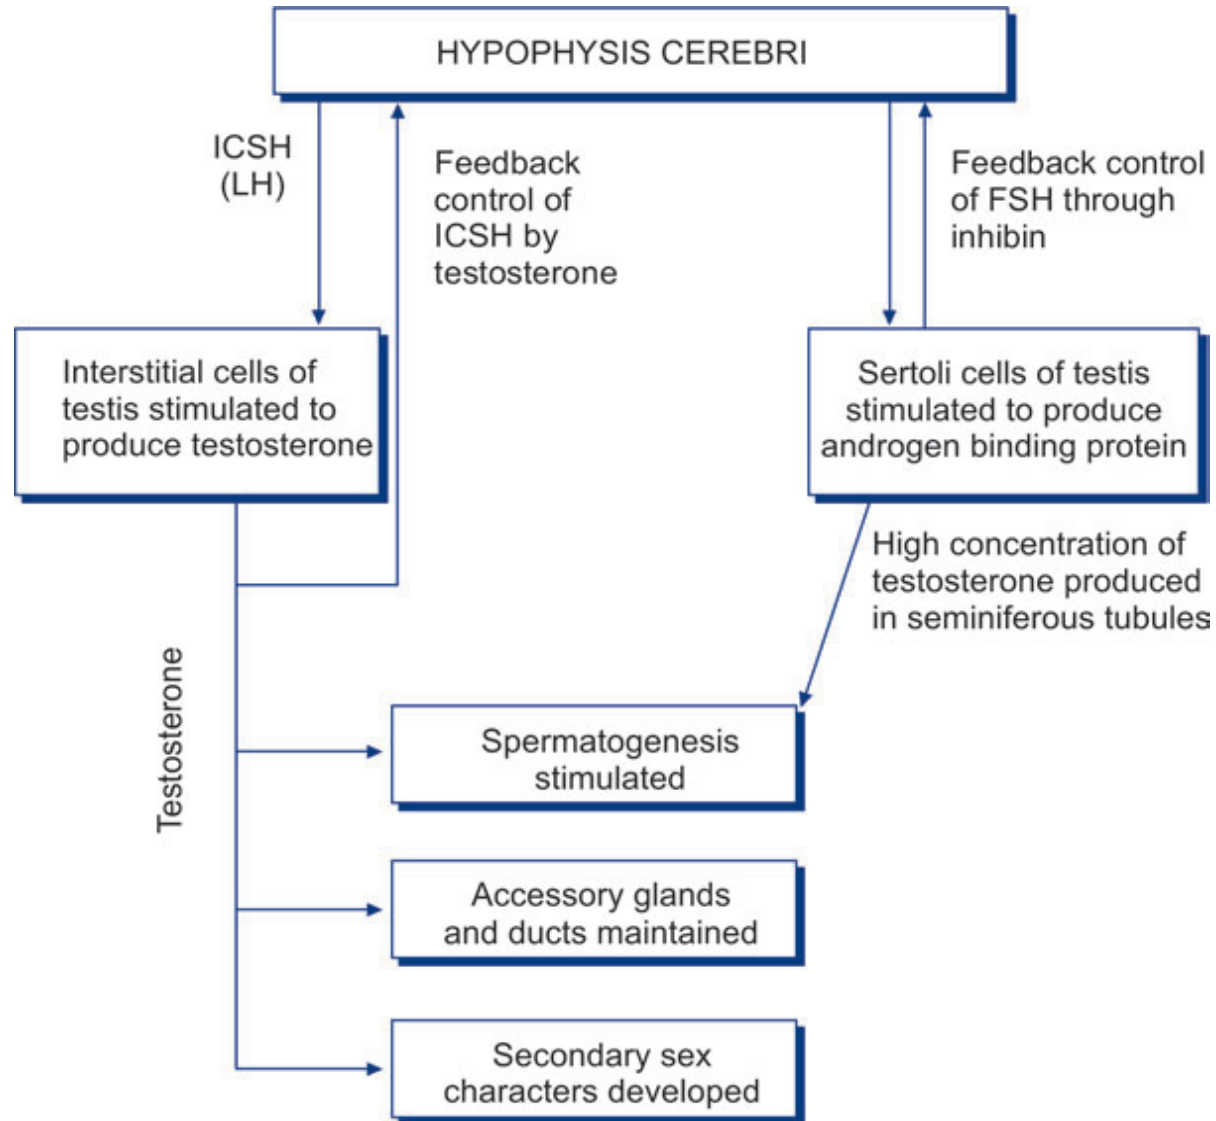 HYPOPHYSIS CEREBRI
ICSH
(LH)
Feedback
control of
ICSH by
testosterone
Feedback control
of FSH through
inhibin
Interstitial cells of
testis stimulated to
produce testosterone
Sertoli cells of testis
stimulated to produce
androgen binding protein
High concentration of
testosterone produced
in seminiferous tubules
Testosterone
Spermatogenesis
stimulated
Accessory glands
and ducts maintained
Secondary sex
characters developed